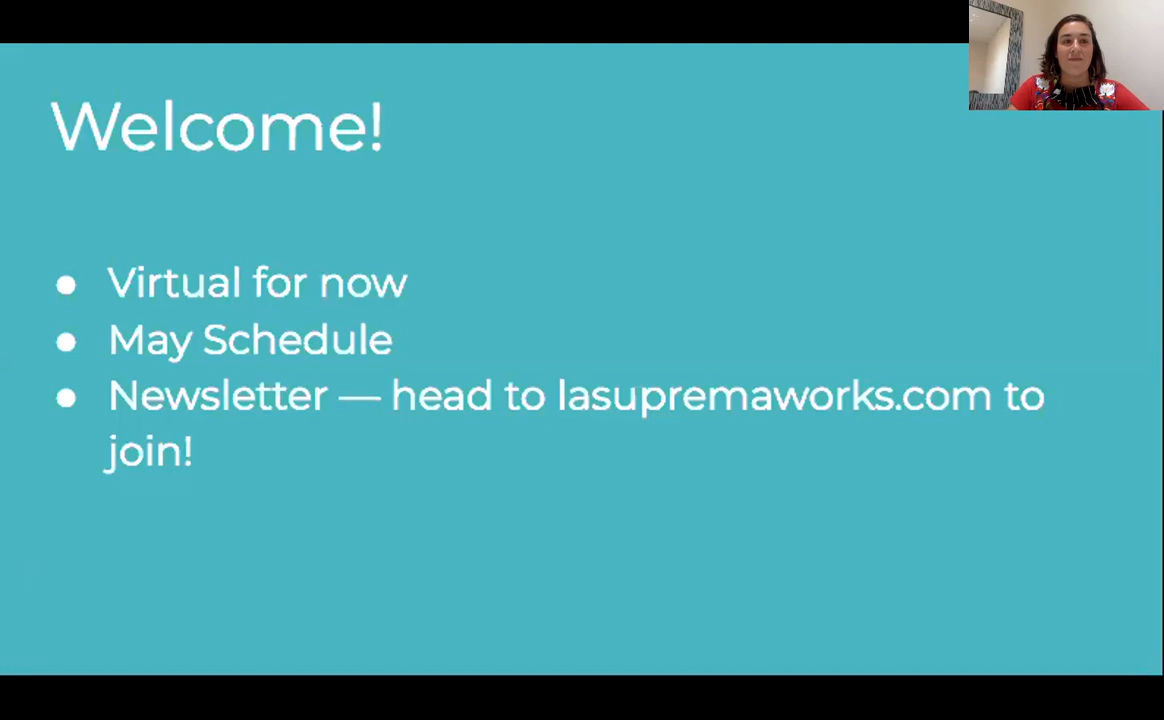 Welcome!
● Virtual for now
● May Schedule
● Newsletter — head to lasupremaworks.com to
join!